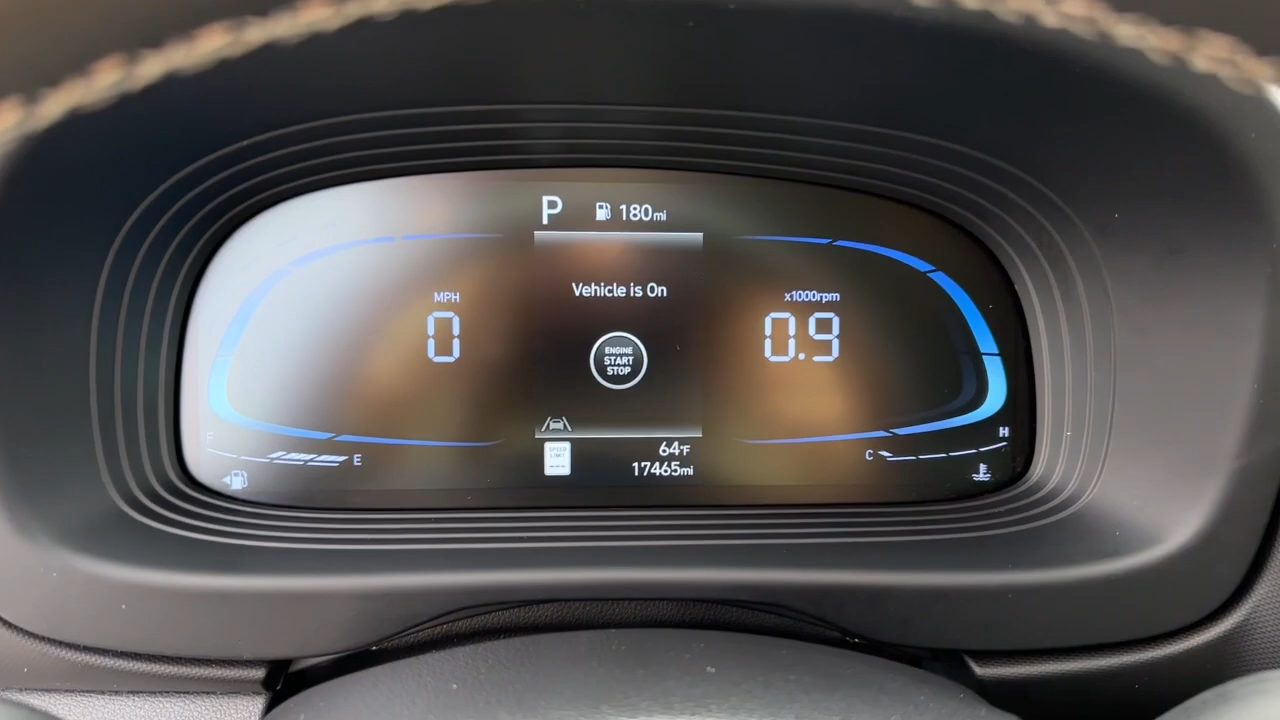 P 180mi
Vehicle is On
MPH
0
x1000rpm
0.9
ENGINE
START
STOP
F
E
SPEED
LIMIT
---
64°F
17465mi
C
H